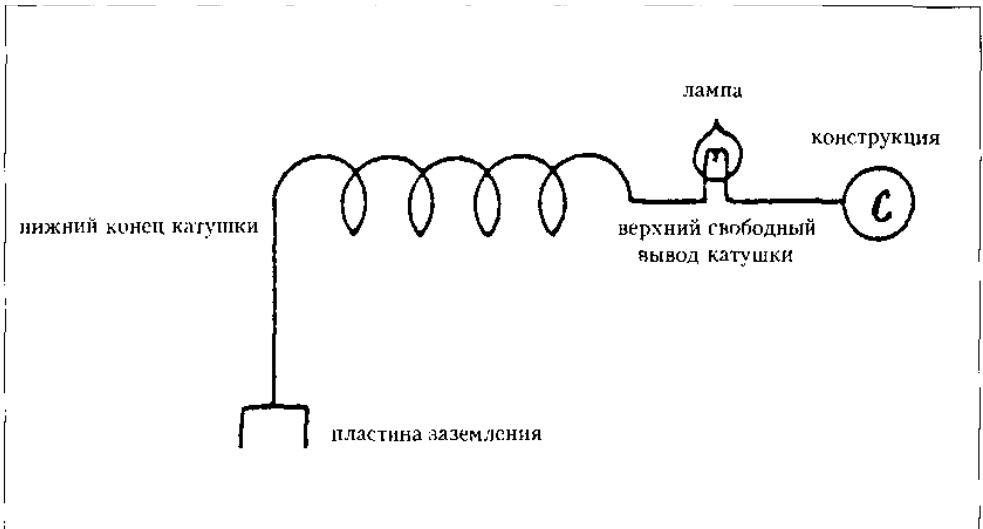 лампа
конструкция
нижний конец катушки
верхний свободный
вывод катушки
С
пластина заземления